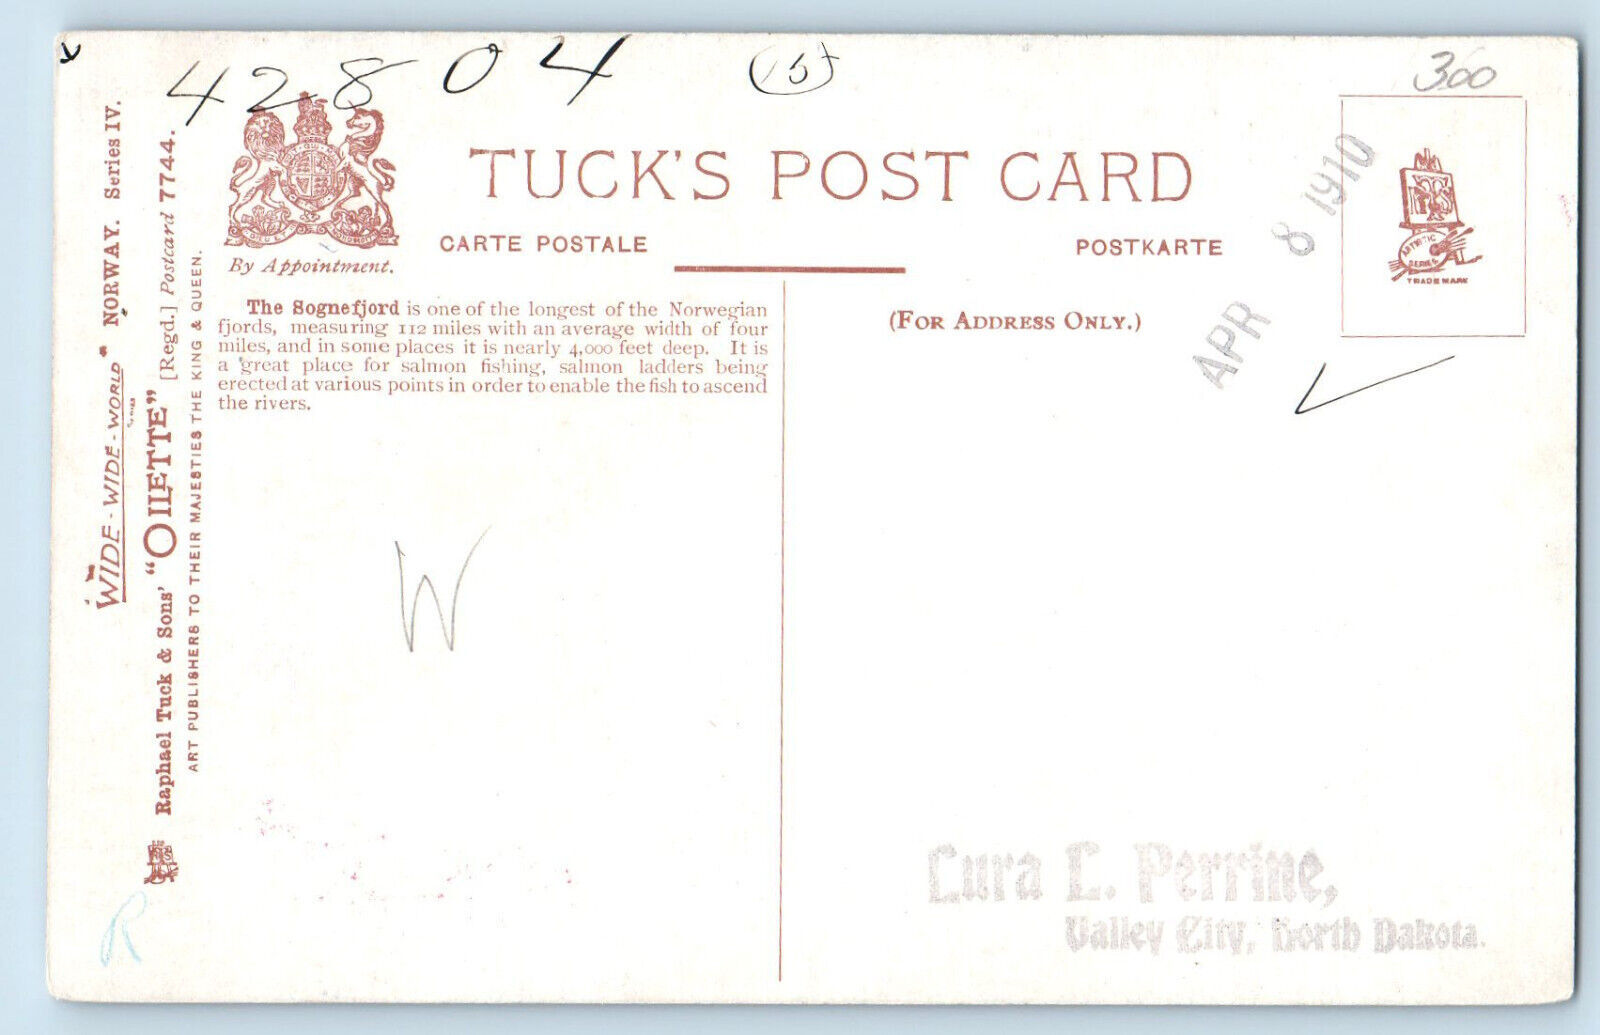 42804 (15)
300
"WIDE-WIDE-WORLD" NORWAY. Series IV.
Raphael Tuck & Sons' "OILETTE" [Regd.] Postcard 7744.
ART PUBLISHERS TO THEIR MAJESTIES THE KING & QUEEN.
By Appointment.
TUCK'S POST CARD
CARTE POSTALE
POSTKARTE
APR 8 1910
ARTISTIC
SERIES
TRADE MARK
The Sognefjord is one of the longest of the Norwegian
fjords, measuring 112 miles with an average width of four
miles, and in some places it is nearly 4,000 feet deep. It is
a great place for salmon fishing, salmon ladders being
erected at various points in order to enable the fish to ascend
the rivers.
(FOR ADDRESS ONLY.)
W
R
Lura L. Perrine,
Valley City, North Dakota.